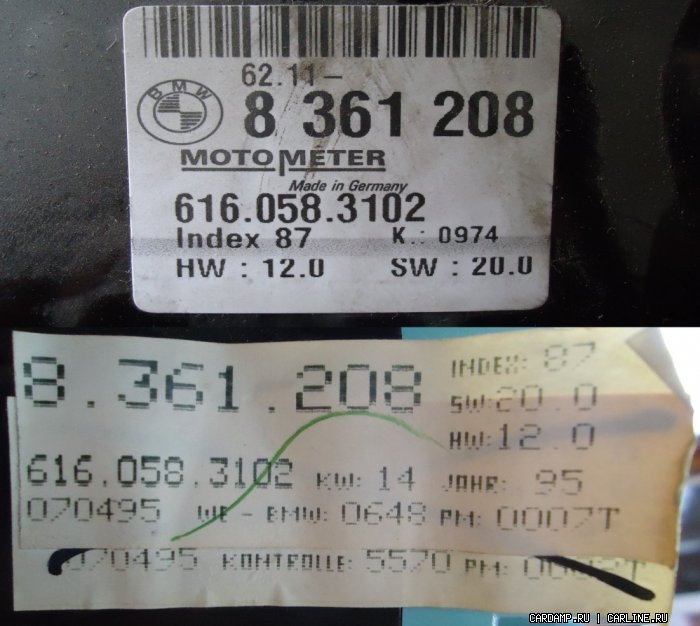 62.11-
BMW
8 361 208
MOTOMETER
Made in Germany
616.058.3102
Index 87 K.: 0974
HW : 12.0 SW : 20.0
8.361.208 INDEX: 87
SW:20.0
HW:12.0
616.058.3102 KW: 14 JAHR: 95
070495 WE - BMW: 0648 PM: 0007T
070495 KONTROLLE: 5570 PM:
CARDAMP.RU | CARLINE.RU